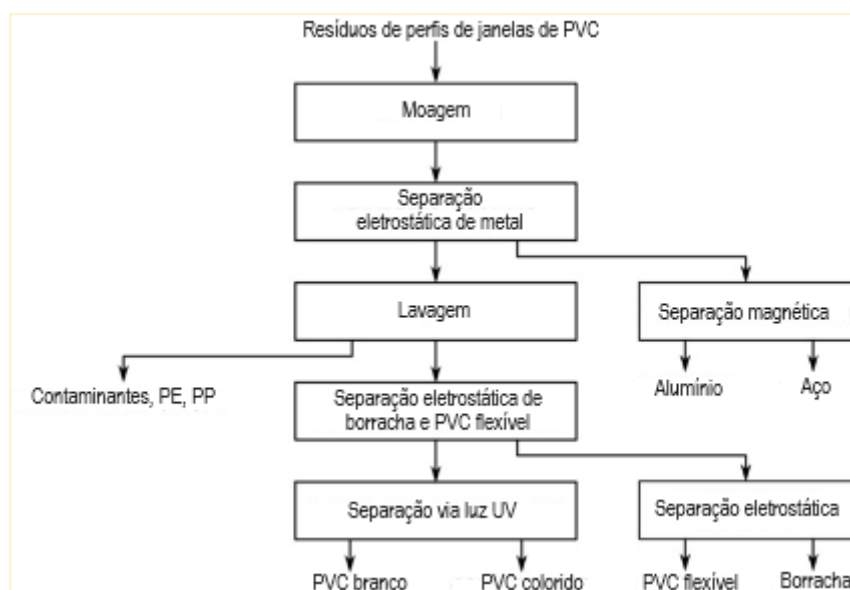 Resíduos de perfis de janelas de PVC
Moagem
Separação
eletrostática de metal
Lavagem
Separação magnética
Contaminantes, PE, PP
Separação eletrostática de
borracha e PVC flexível
Alumínio
Aço
Separação via luz UV
Separação eletrostática
PVC branco
PVC colorido
PVC flexível
Borracha